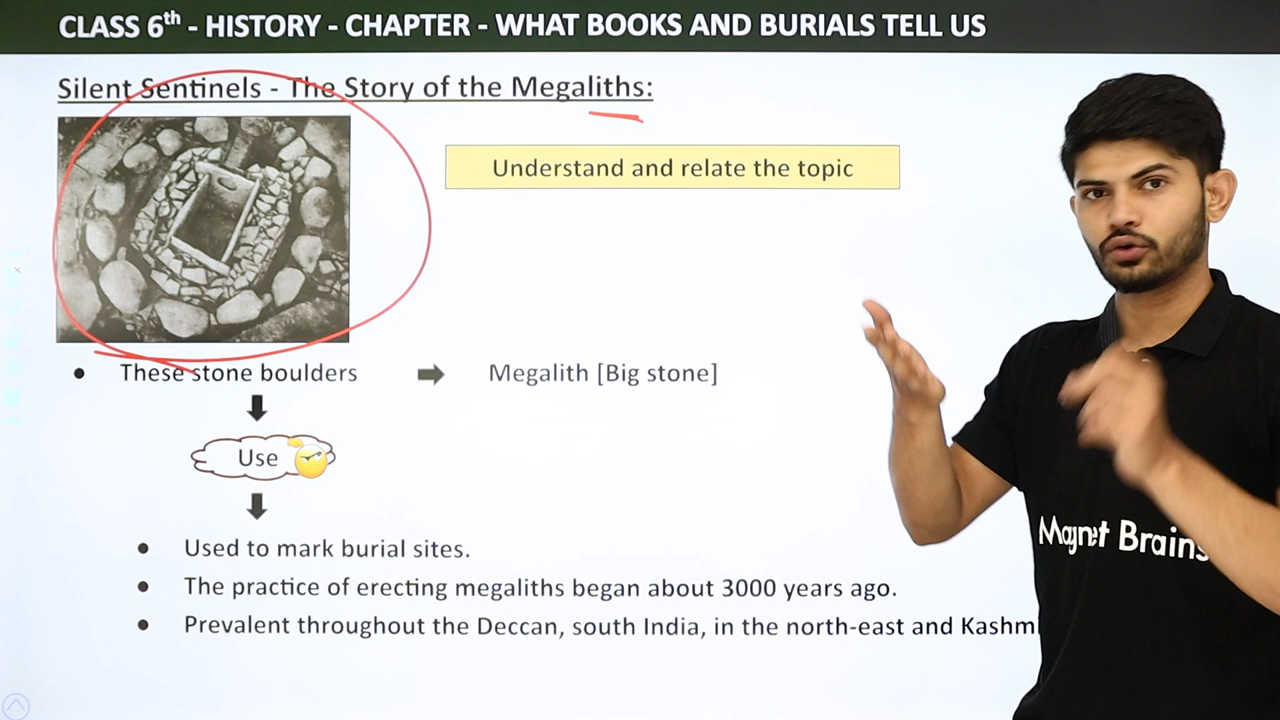 CLASS 6th - HISTORY - CHAPTER - WHAT BOOKS AND BURIALS TELL US
Silent Sentinels - The Story of the Megaliths:
Understand and relate the topic
• These stone boulders ➡ Megalith [Big stone]
Use
• Used to mark burial sites.
• The practice of erecting megaliths began about 3000 years ago.
• Prevalent throughout the Deccan, south India, in the north-east and Kashm
Magnet Brains